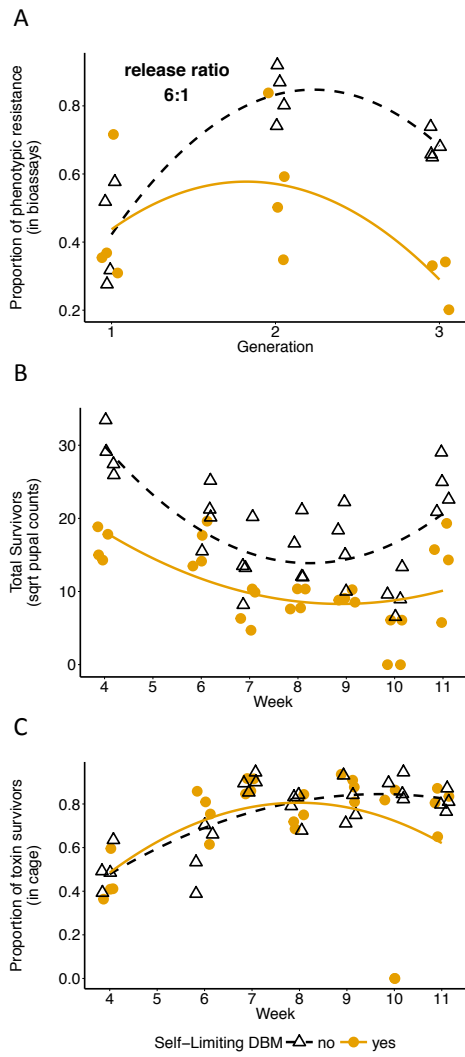 A
release ratio
6:1
Proportion of phenotypic resistance
(in bioassays)
0.8
0.6
0.4
0.2
1
2
3
Generation
B
Total Survivors
(sqrt pupal counts)
30
20
10
0
4
5
6
7
8
9
10
11
Week
C
Proportion of toxin survivors
(in cage)
0.8
0.6
0.4
0.2
0.0
4
6
7
8
9
10
11
Week
Self-Limiting DBM no yes